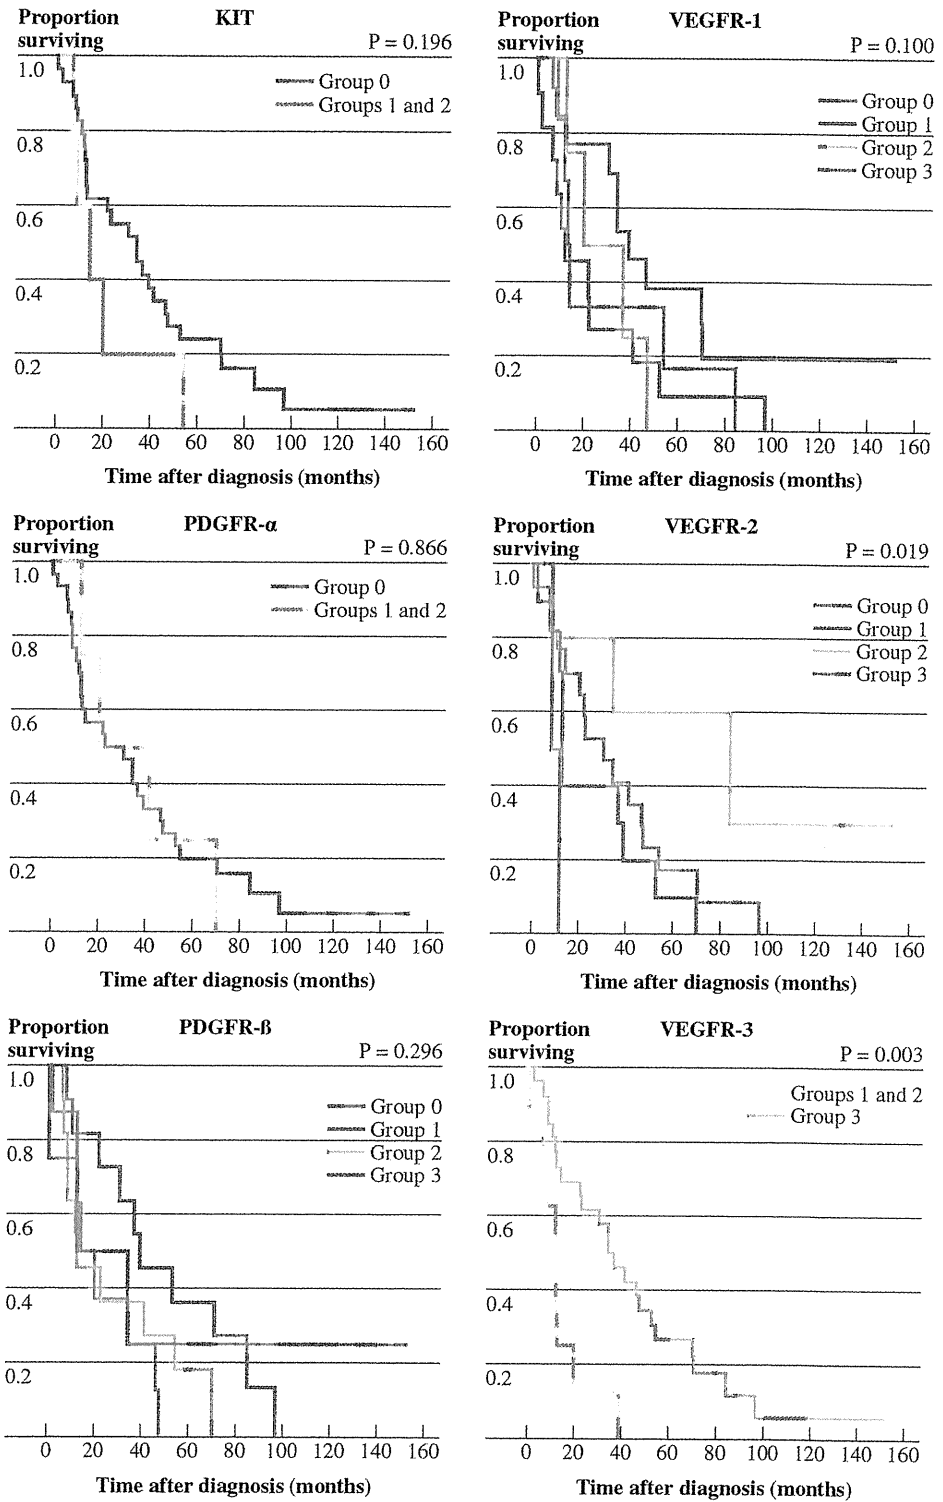 Proportion surviving
KIT
P = 0.196
Group 0
Groups 1 and 2
1.0
0.8
0.6
0.4
0.2
0 20 40 60 80 100 120 140 160
Time after diagnosis (months)
Proportion surviving
VEGFR-1
P = 0.100
Group 0
Group 1
Group 2
Group 3
1.0
0.8
0.6
0.4
0.2
0 20 40 60 80 100 120 140 160
Time after diagnosis (months)
Proportion surviving
PDGFR-α
P = 0.866
Group 0
Groups 1 and 2
1.0
0.8
0.6
0.4
0.2
0 20 40 60 80 100 120 140 160
Time after diagnosis (months)
Proportion surviving
VEGFR-2
P = 0.019
Group 0
Group 1
Group 2
Group 3
1.0
0.8
0.6
0.4
0.2
0 20 40 60 80 100 120 140 160
Time after diagnosis (months)
Proportion surviving
PDGFR-ß
P = 0.296
Group 0
Group 1
Group 2
Group 3
1.0
0.8
0.6
0.4
0.2
0 20 40 60 80 100 120 140 160
Time after diagnosis (months)
Proportion surviving
VEGFR-3
P = 0.003
Groups 1 and 2
Group 3
1.0
0.8
0.6
0.4
0.2
0 20 40 60 80 100 120 140 160
Time after diagnosis (months)